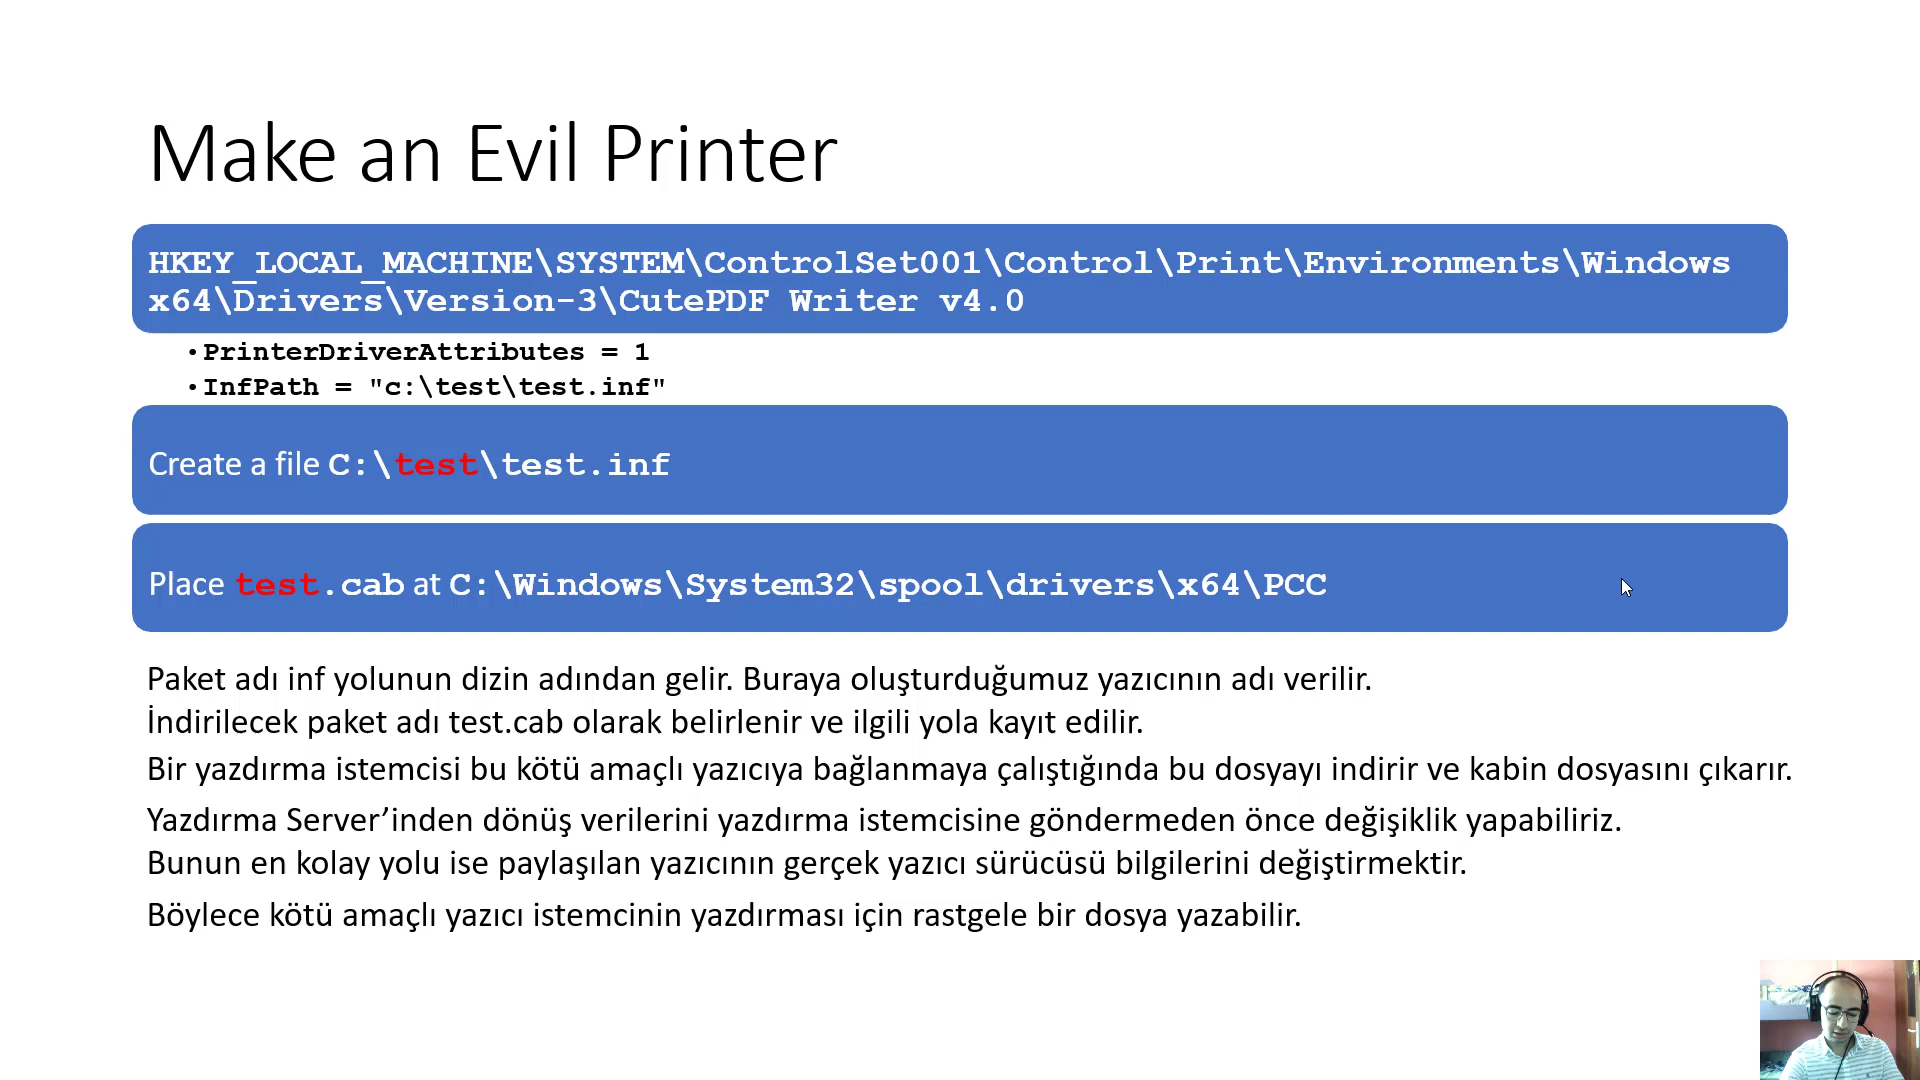 Make an Evil Printer
HKEY_LOCAL_MACHINE\SYSTEM\ControlSet001\Control\Print\Environments\Windows
x64\Drivers\Version-3\CutePDF Writer v4.0
• PrinterDriverAttributes = 1
• InfPath = "c:\test\test.inf"
Create a file C:\test\test.inf
Place test.cab at C:\Windows\System32\spool\drivers\x64\PCC
Paket adı inf yolunun dizin adından gelir. Buraya oluşturduğumuz yazıcının adı verilir.
İndirilecek paket adı test.cab olarak belirlenir ve ilgili yola kayıt edilir.
Bir yazdırma istemcisi bu kötü amaçlı yazıcıya bağlanmaya çalıştığında bu dosyayı indirir ve kabin dosyasını çıkarır.
Yazdırma Server’inden dönüş verilerini yazdırma istemcisine göndermeden önce değişiklik yapabiliriz.
Bunun en kolay yolu ise paylaşılan yazıcının gerçek yazıcı sürücüsü bilgilerini değiştirmektir.
Böylece kötü amaçlı yazıcı istemcinin yazdırması için rastgele bir dosya yazabilir.